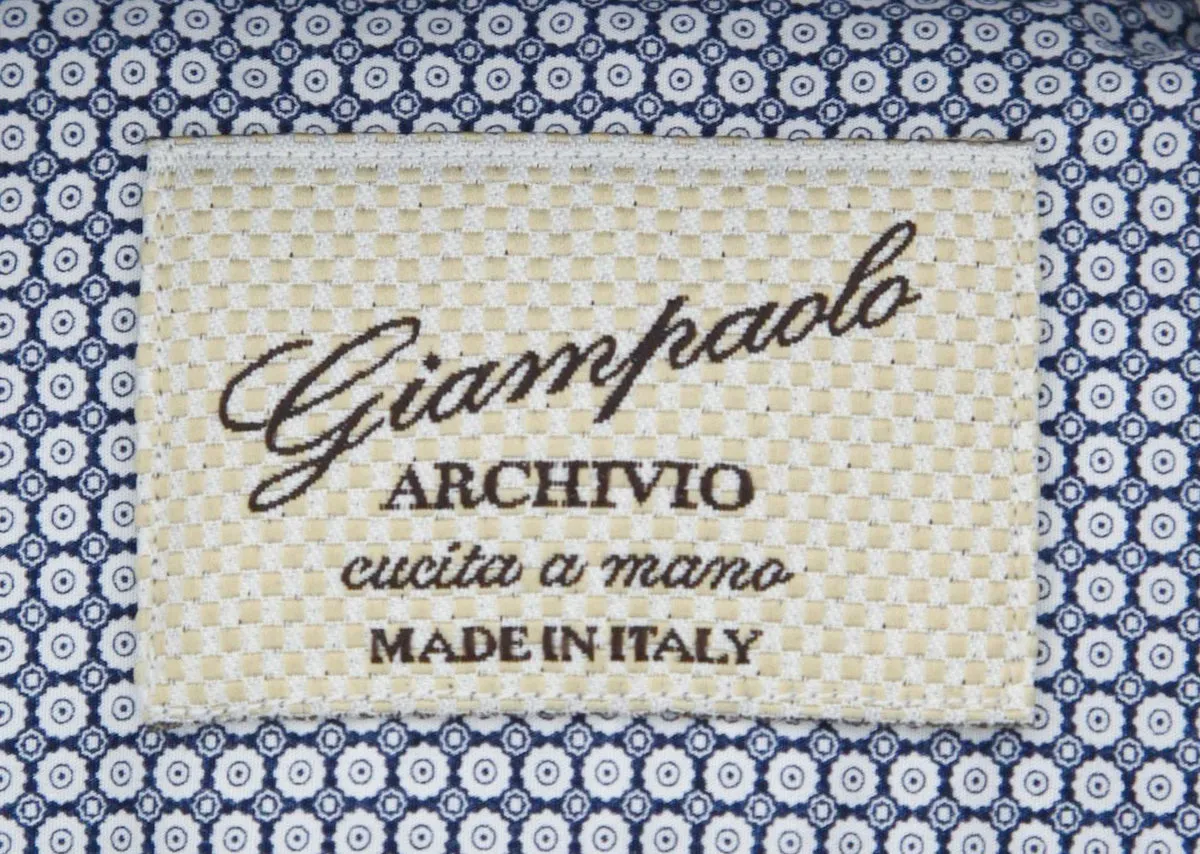 Giampaolo
ARCHIVIO
cucita a mano
MADE IN ITALY